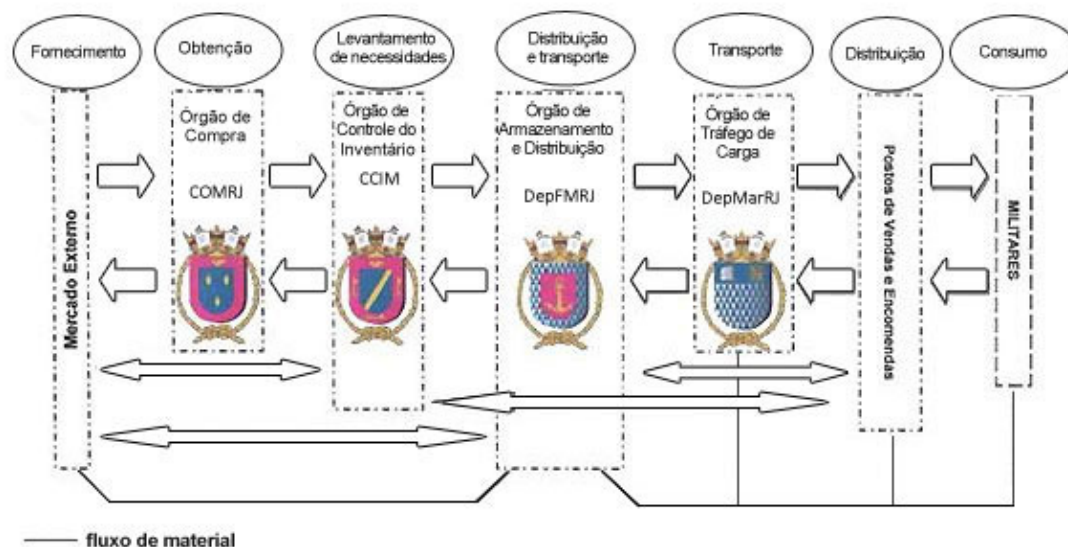 Fornecimento
Obtenção
Levantamento
de necessidades
Distribuição
e transporte
Transporte
Distribuição
Consumo
Mercado Externo
Órgão de
Compra
COMRJ
Órgão de
Controle do
Inventário
CCIM
Órgão de
Armazenamento
e Distribuição
DepFMRJ
Órgão de
Tráfego de
Carga
DepMarRJ
Postos de Vendas e Encomendas
MILITARES
fluxo de material